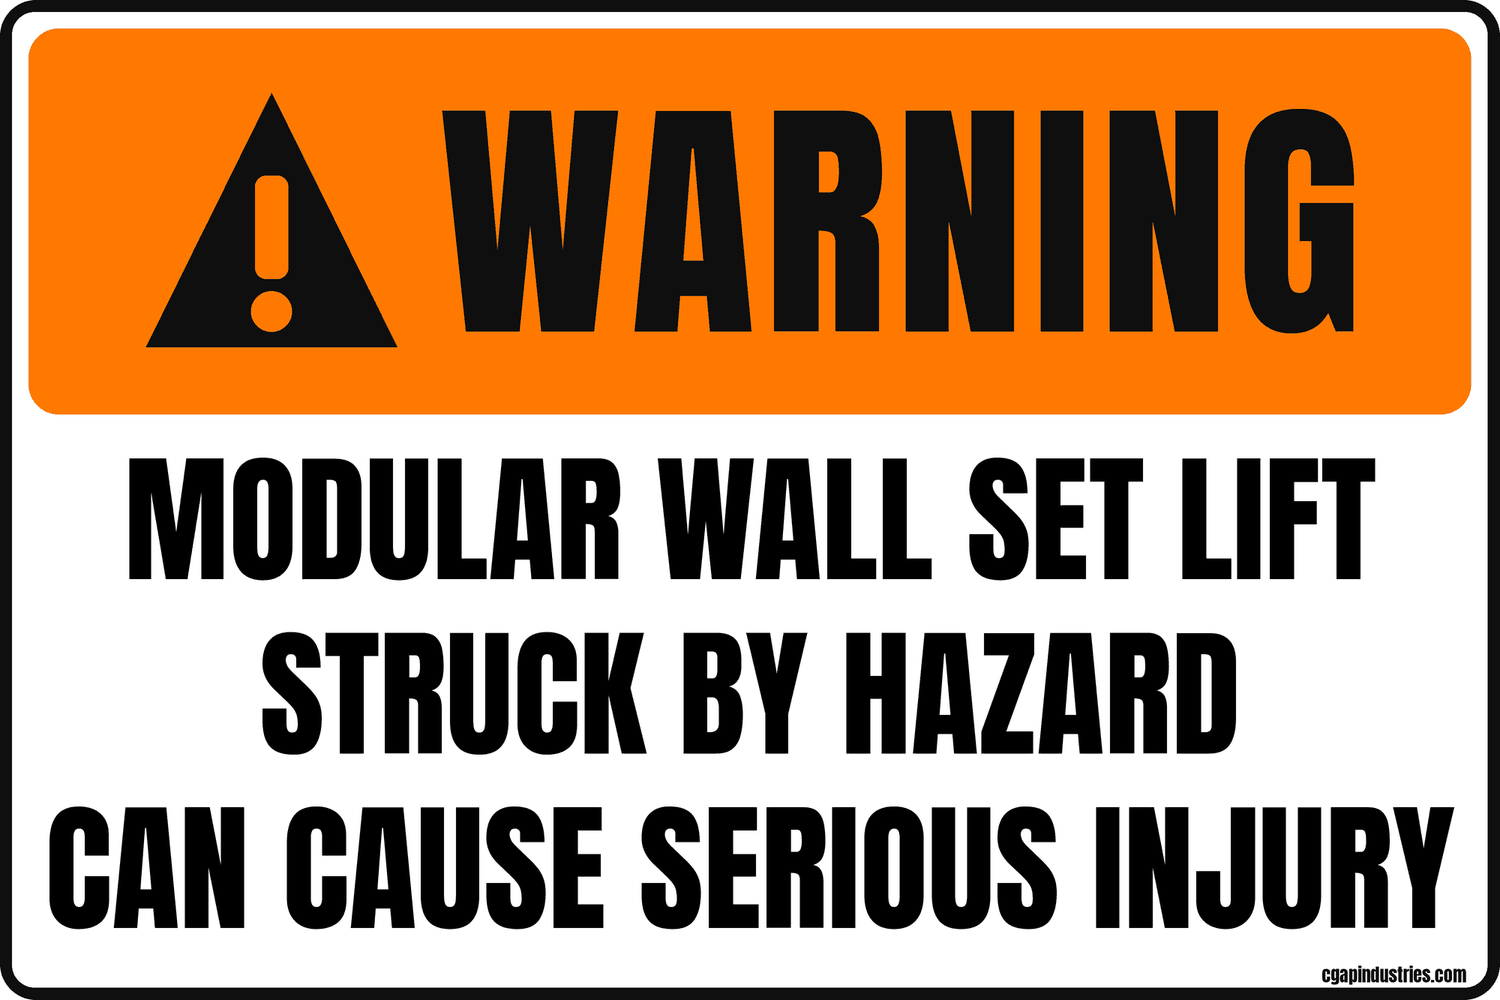 WARNING
MODULAR WALL SET LIFT
STRUCK BY HAZARD
CAN CAUSE SERIOUS INJURY
cgapindustries.com